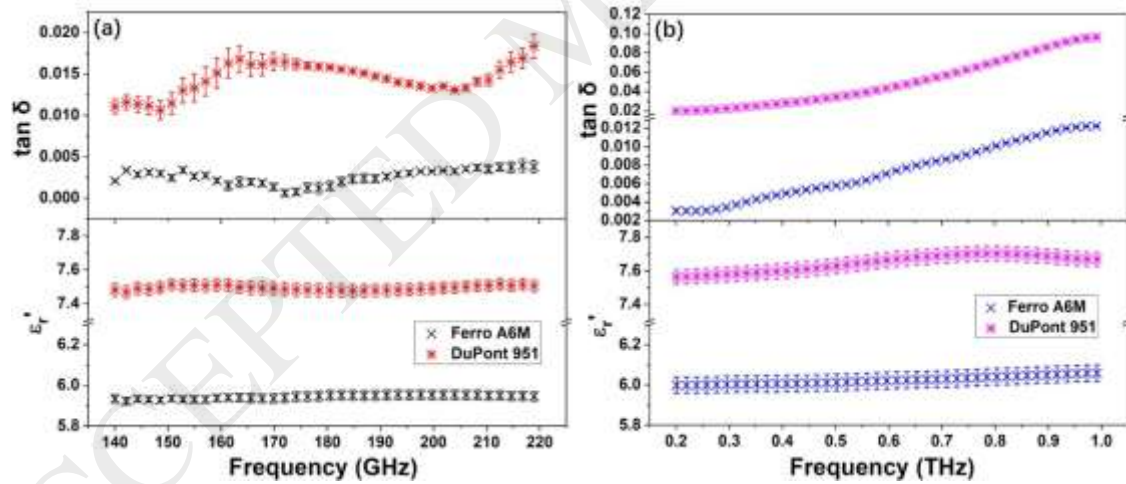 (a)
0.020
0.015
0.010
0.005
0.000
tan δ
7.8
7.6
7.4
6.2
6.0
5.8
εr'
Ferro A6M
DuPont 951
140 150 160 170 180 190 200 210 220
Frequency (GHz)
(b)
0.12
0.10
0.08
0.06
0.04
0.02
0.012
0.010
0.008
0.006
0.004
0.002
tan δ
7.8
7.6
7.4
6.2
6.0
5.8
εr'
Ferro A6M
DuPont 951
0.2 0.3 0.4 0.5 0.6 0.7 0.8 0.9 1.0
Frequency (THz)
CCEPTED M